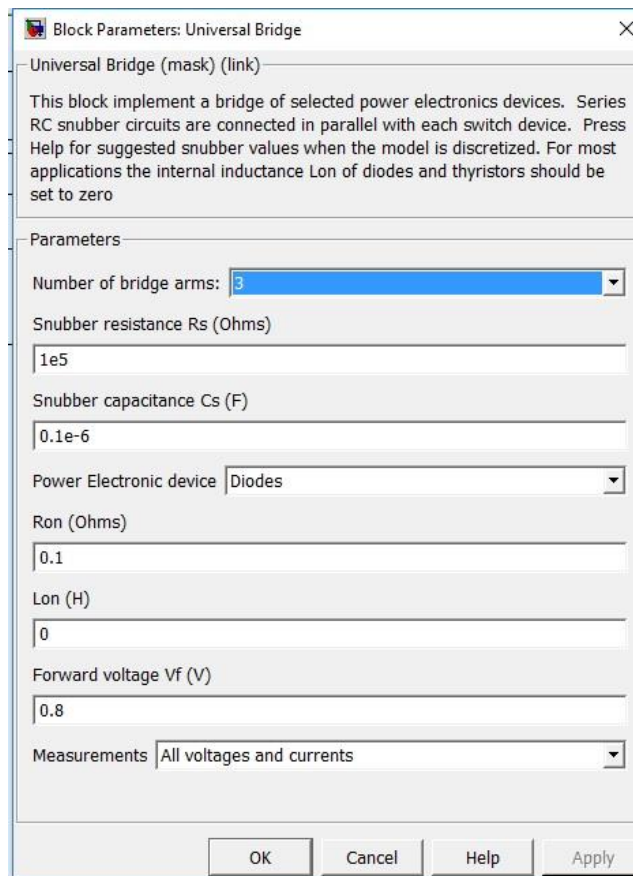 Block Parameters: Universal Bridge
Universal Bridge (mask) (link)
This block implement a bridge of selected power electronics devices. Series
RC snubber circuits are connected in parallel with each switch device. Press
Help for suggested snubber values when the model is discretized. For most
applications the internal inductance Lon of diodes and thyristors should be
set to zero
Parameters
Number of bridge arms: 3
Snubber resistance Rs (Ohms)
1e5
Snubber capacitance Cs (F)
0.1e-6
Power Electronic device Diodes
Ron (Ohms)
0.1
Lon (H)
0
Forward voltage Vf (V)
0.8
Measurements All voltages and currents
OK Cancel Help Apply